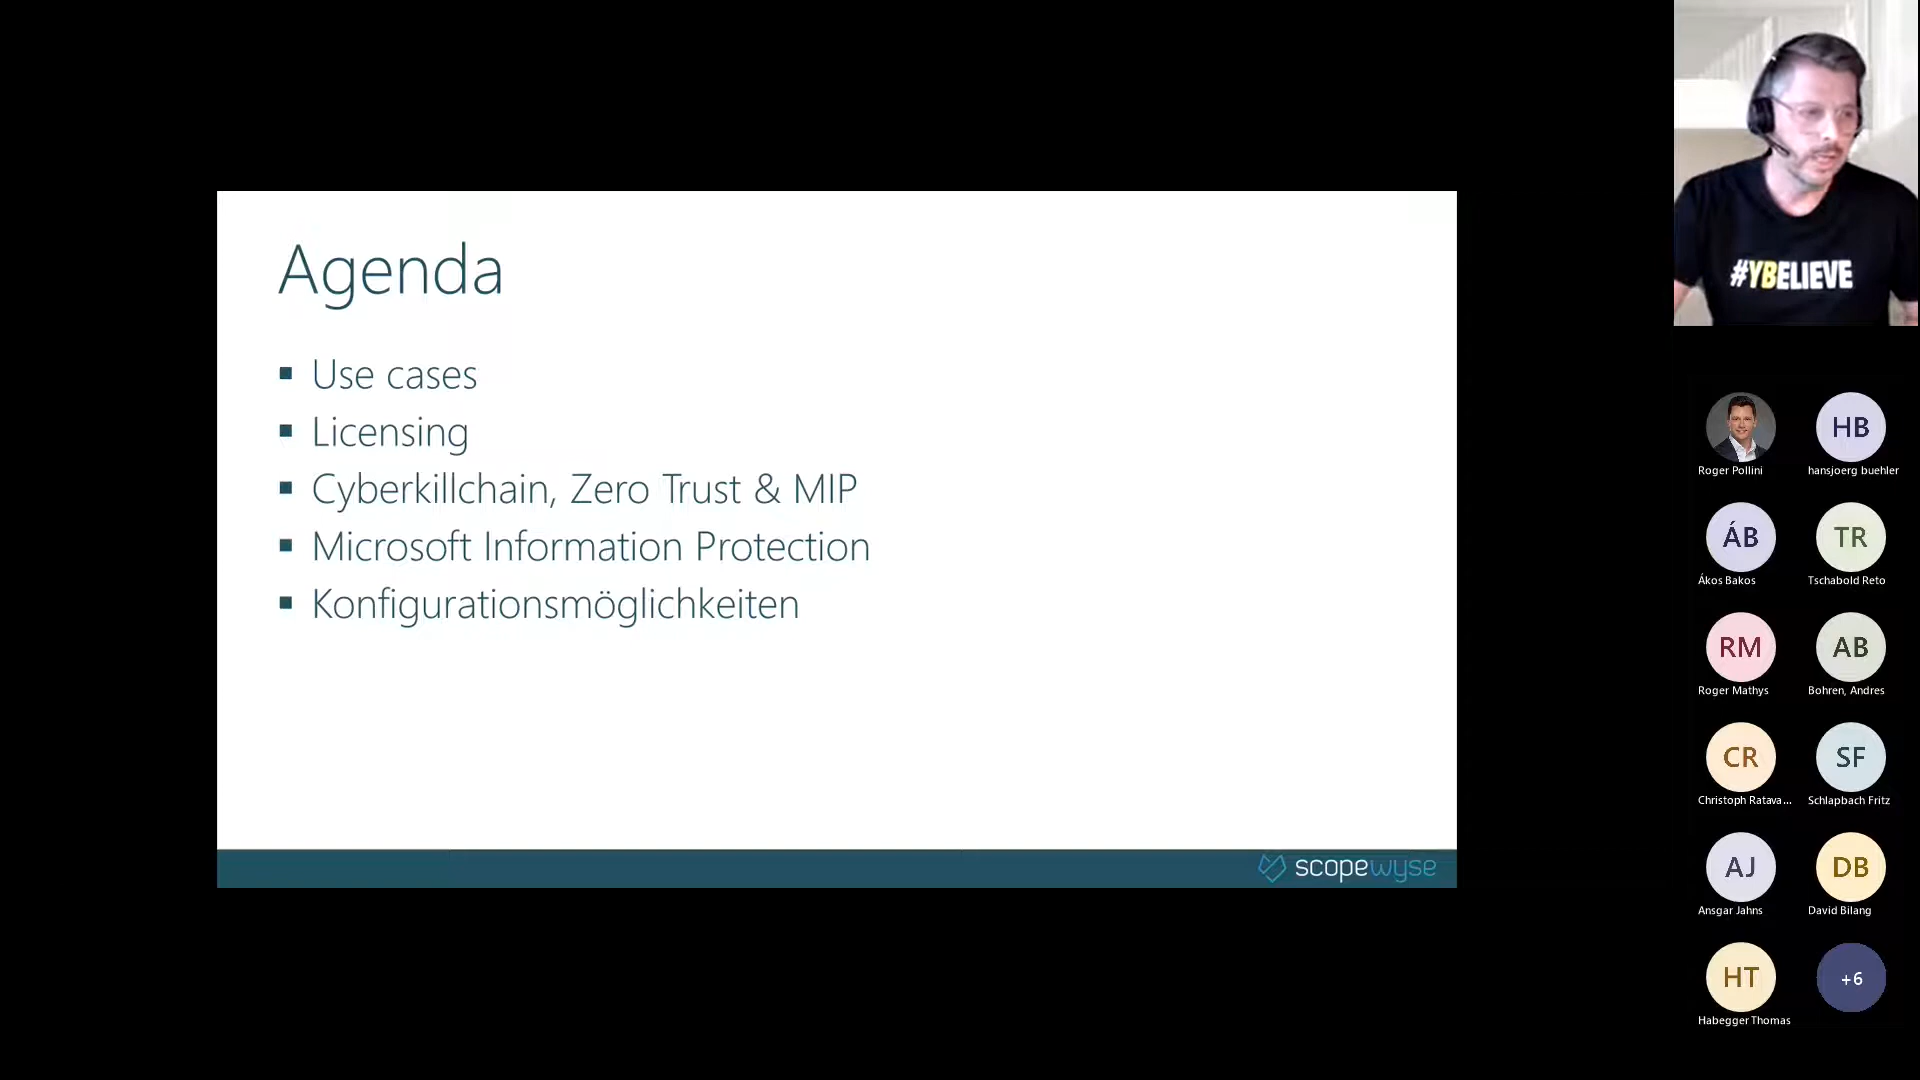 Agenda
Use cases
Licensing
Cyberkillchain, Zero Trust & MIP
Microsoft Information Protection
Konfigurationsmöglichkeiten
scopewyse
#YBELIEVE
Roger Pollini
HB
hansjoerg buehler
ÁB
Ákos Bakos
TR
Tschabold Reto
RM
Roger Mathys
AB
Bohren, Andres
CR
Christoph Ratava...
SF
Schlapbach Fritz
AJ
Ansgar Jahns
DB
David Bilang
HT
Habegger Thomas
+6